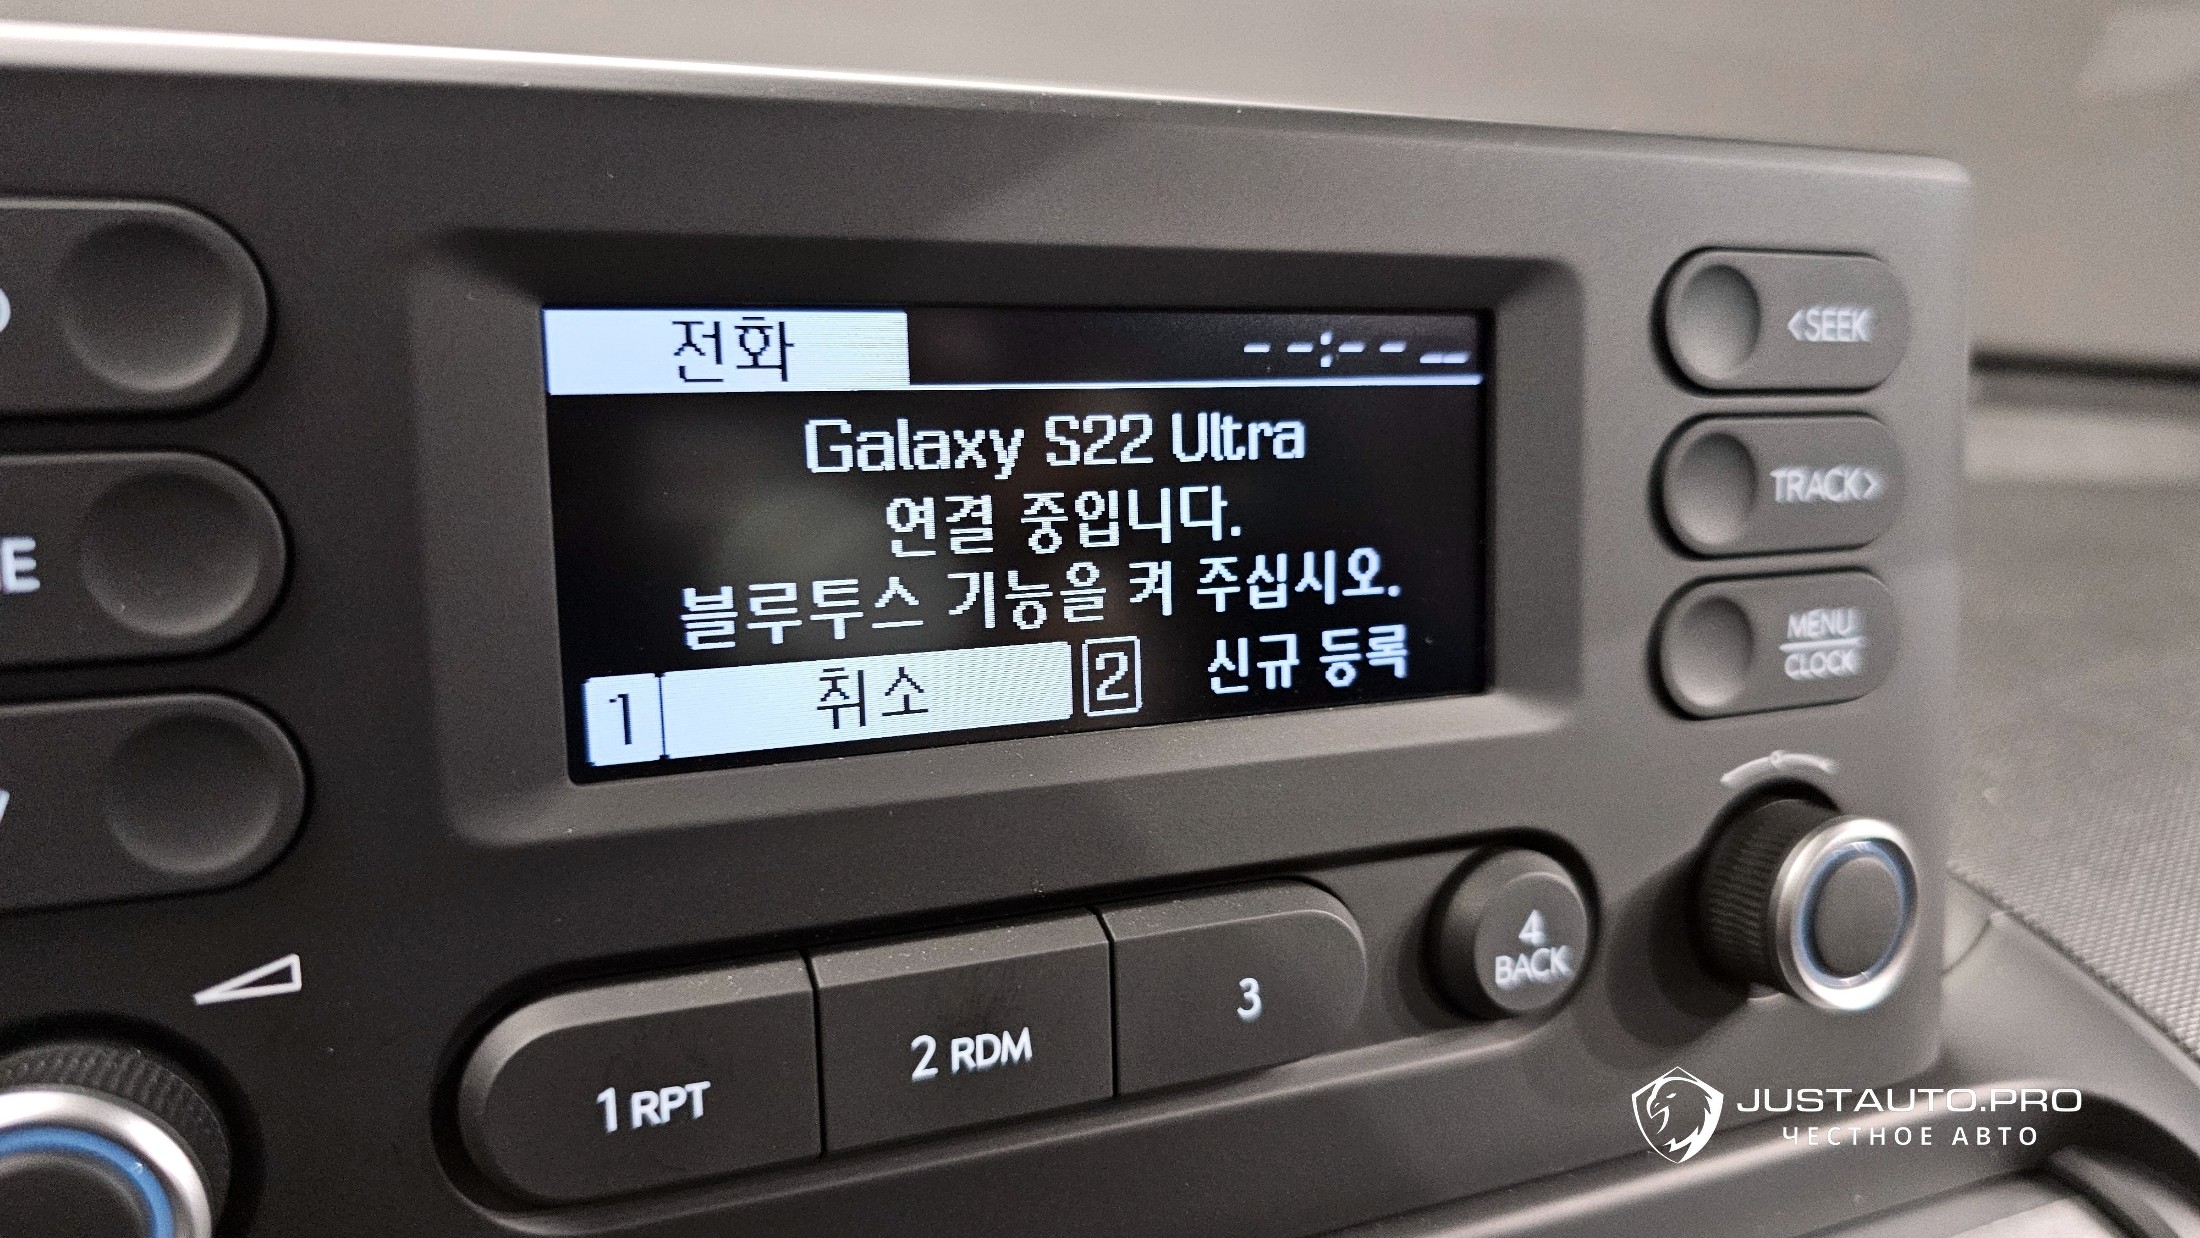 전화 --:-- __
Galaxy S22 Ultra
연결 중입니다.
블루투스 기능을 켜 주십시오.
1 취소 2 신규 등록
<SEEK
TRACK>
MENU
CLOCK
E
1 RPT
2 RDM
3
4
BACK
JUSTAUTO.PRO
ЧЕСТНОЕ АВТО